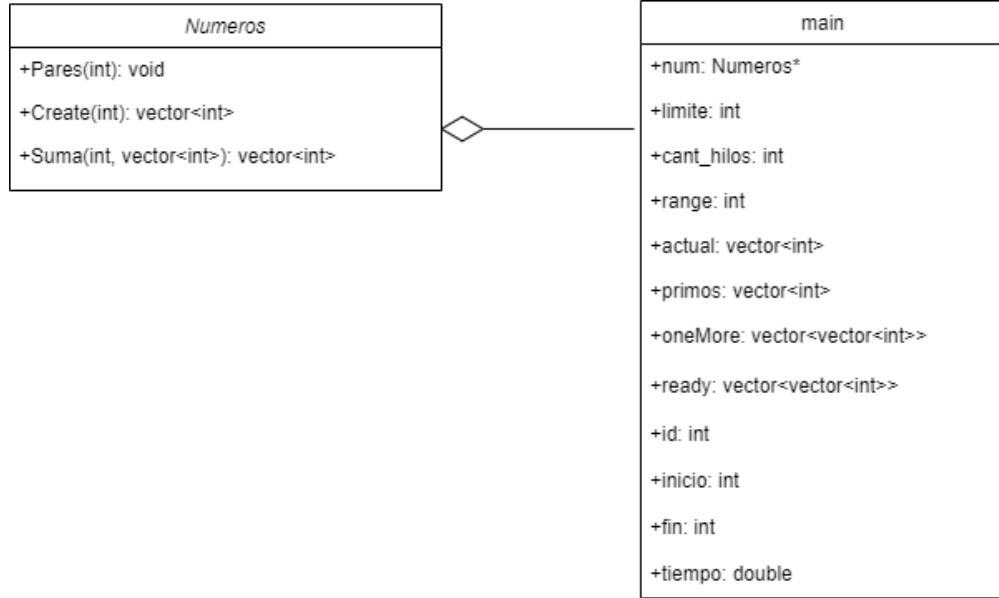 Numeros
+Pares(int): void
+Create(int): vector<int>
+Suma(int, vector<int>): vector<int>
main
+num: Numeros*
+limite: int
+cant_hilos: int
+range: int
+actual: vector<int>
+primos: vector<int>
+oneMore: vector<vector<int>>
+ready: vector<vector<int>>
+id: int
+inicio: int
+fin: int
+tiempo: double